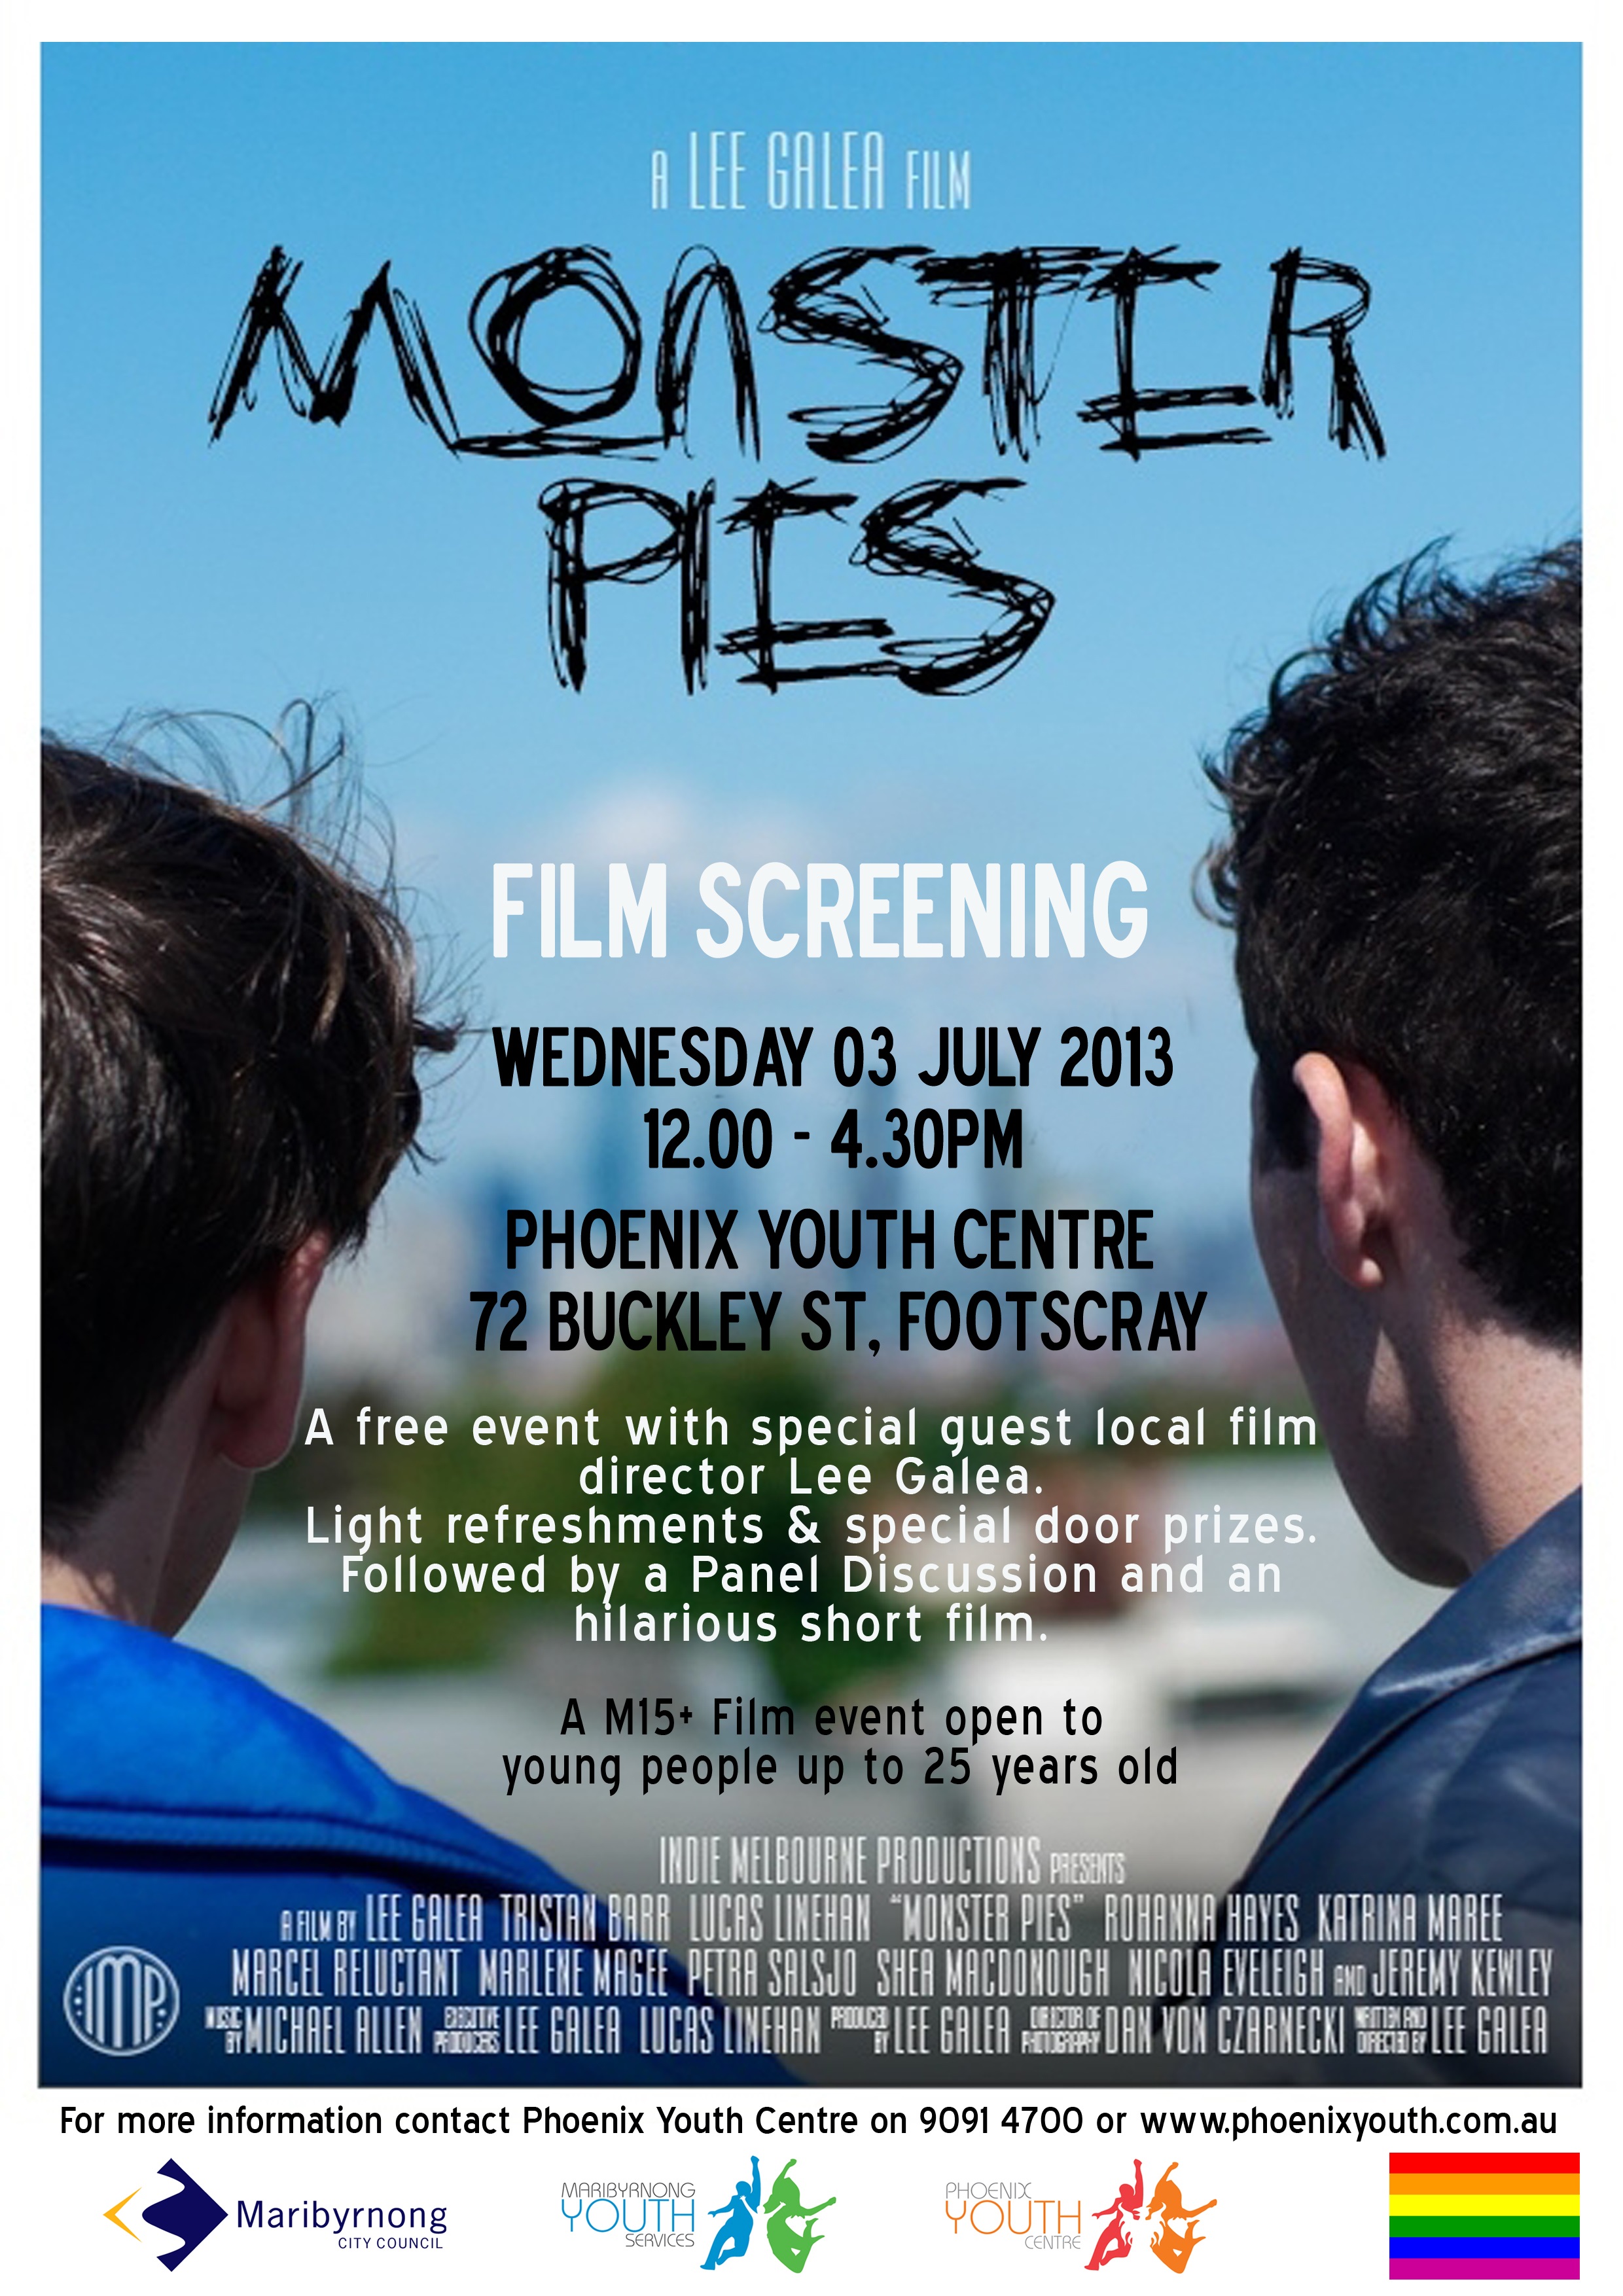 A LEE GALEA FILM
MONSTER
PIES
FILM SCREENING
WEDNESDAY 03 JULY 2013
12.00 - 4.30PM
PHOENIX YOUTH CENTRE
72 BUCKLEY ST, FOOTSCRAY
A free event with special guest local film
director Lee Galea.
Light refreshments & special door prizes.
Followed by a Panel Discussion and an
hilarious short film.
A M15+ Film event open to
young people up to 25 years old
INDIE MELBOURNE PRODUCTIONS PRESENTS
A FILM BY LEE GALEA TRISTAN BARR LUCAS LINEHAN "MONSTER PIES" ROHANNA HAYES KATRINA MAREE
MARCEL RELUCTANT MARLENE MAGEE PETRA SALSJO SHEA MACDONOUGH NICOLA EVELEIGH AND JEREMY KEWLEY
IMP
MUSIC BY MICHAEL ALLEN EXECUTIVE PRODUCERS LEE GALEA LUCAS LINEHAN PRODUCED BY LEE GALEA DIRECTOR OF PHOTOGRAPHY DAN VON CZARNECKI WRITTEN AND DIRECTED BY LEE GALEA
For more information contact Phoenix Youth Centre on 9091 4700 or www.phoenixyouth.com.au
Maribyrnong
CITY COUNCIL
MARIBYRNONG
YOUTH
SERVICES
PHOENIX
YOUTH
CENTRE